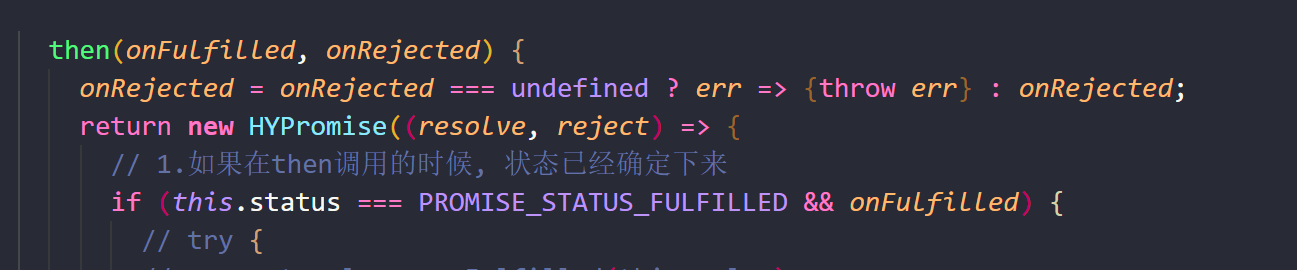 then(onFulfilled, onRejected) {
onRejected = onRejected === undefined ? err => {throw err} : onRejected;
return new HYPromise((resolve, reject) => {
// 1.如果在then调用的时候, 状态已经确定下来
if (this.status === PROMISE_STATUS_FULFILLED && onFulfilled) {
// try {